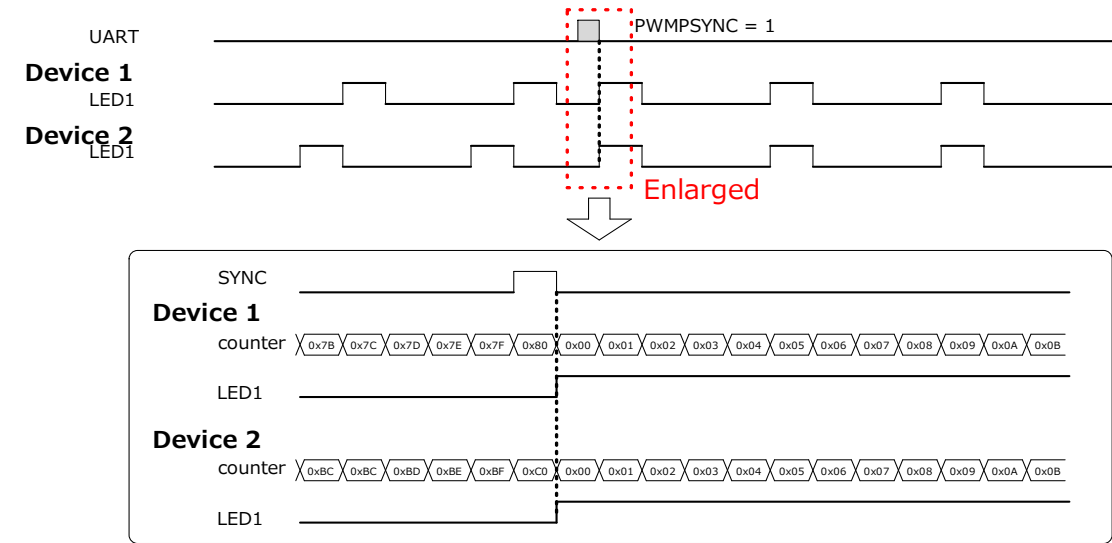 UART
PWMPSYNC = 1
Device 1
LED1
Device 2
LED1
Enlarged
SYNC
Device 1
counter 0x7B 0x7C 0x7D 0x7E 0x7F 0x80 0x00 0x01 0x02 0x03 0x04 0x05 0x06 0x07 0x08 0x09 0x0A 0x0B
LED1
Device 2
counter 0xBC 0xBC 0xBD 0xBE 0xBF 0xC0 0x00 0x01 0x02 0x03 0x04 0x05 0x06 0x07 0x08 0x09 0x0A 0x0B
LED1